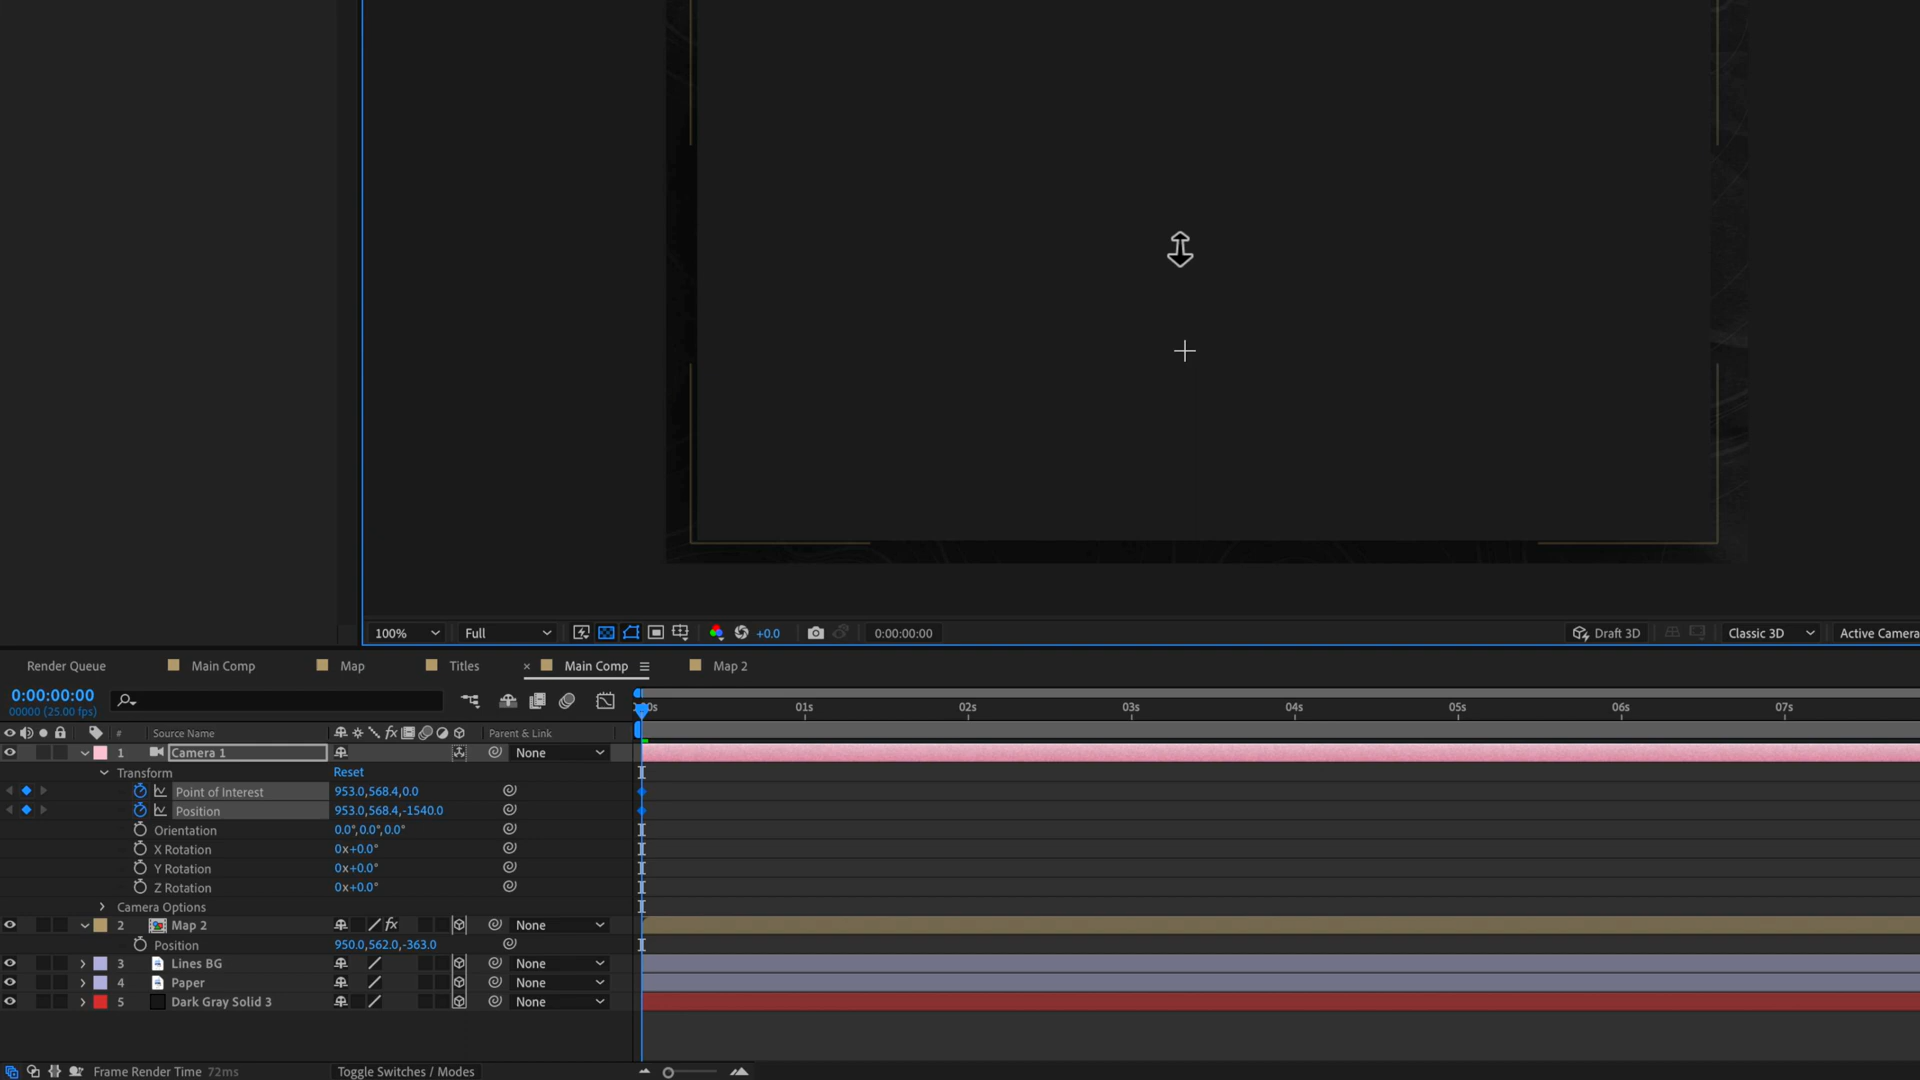 100% Full +0.0 0:00:00:00 Draft 3D Classic 3D Active Camera
Render Queue Main Comp Map Titles × Main Comp Map 2
0:00:00:00
00000 (25.00 fps)
01s 02s 03s 04s 05s 06s 07s
# Source Name Parent & Link
1 Camera 1 None
Transform Reset
Point of Interest 953.0,568.4,0.0
Position 953.0,568.4,-1540.0
Orientation 0.0°,0.0°,0.0°
X Rotation 0x+0.0°
Y Rotation 0x+0.0°
Z Rotation 0x+0.0°
Camera Options
2 Map 2 fx None
Position 950.0,562.0,-363.0
3 Lines BG None
4 Paper None
5 Dark Gray Solid 3 None
Frame Render Time 72ms Toggle Switches / Modes